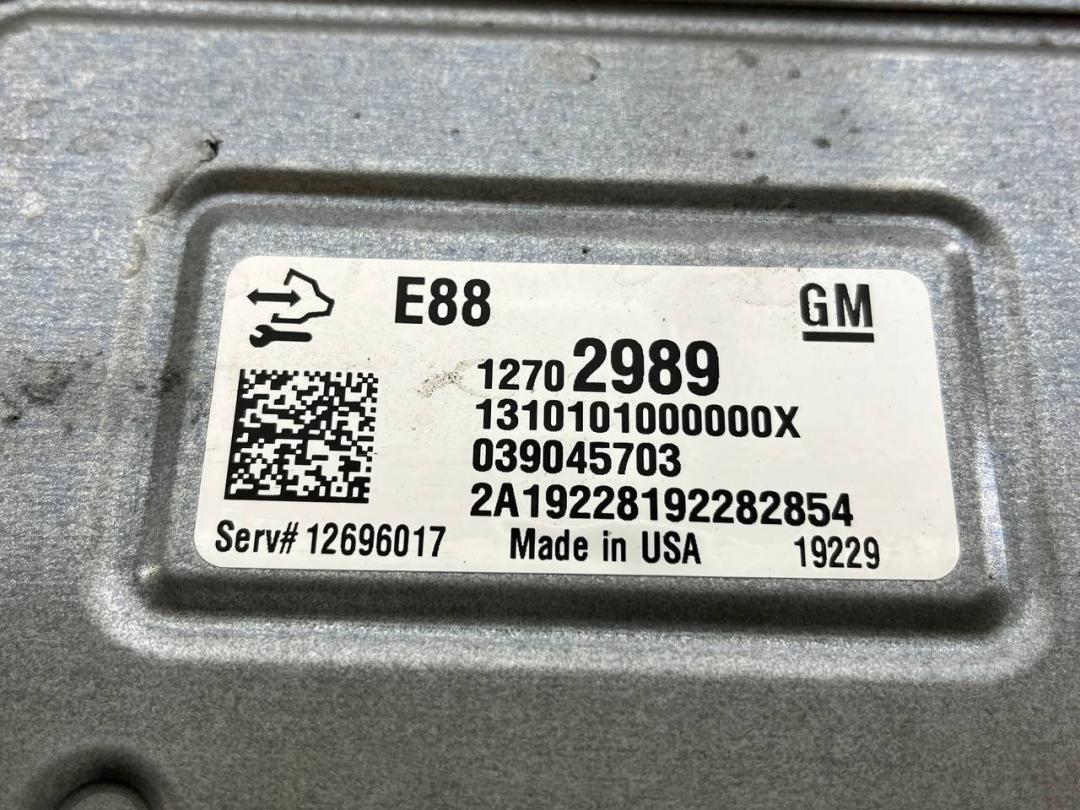 E88
GM
12702989
1310101000000X
039045703
2A19228192282854
Serv# 12696017 Made in USA 19229